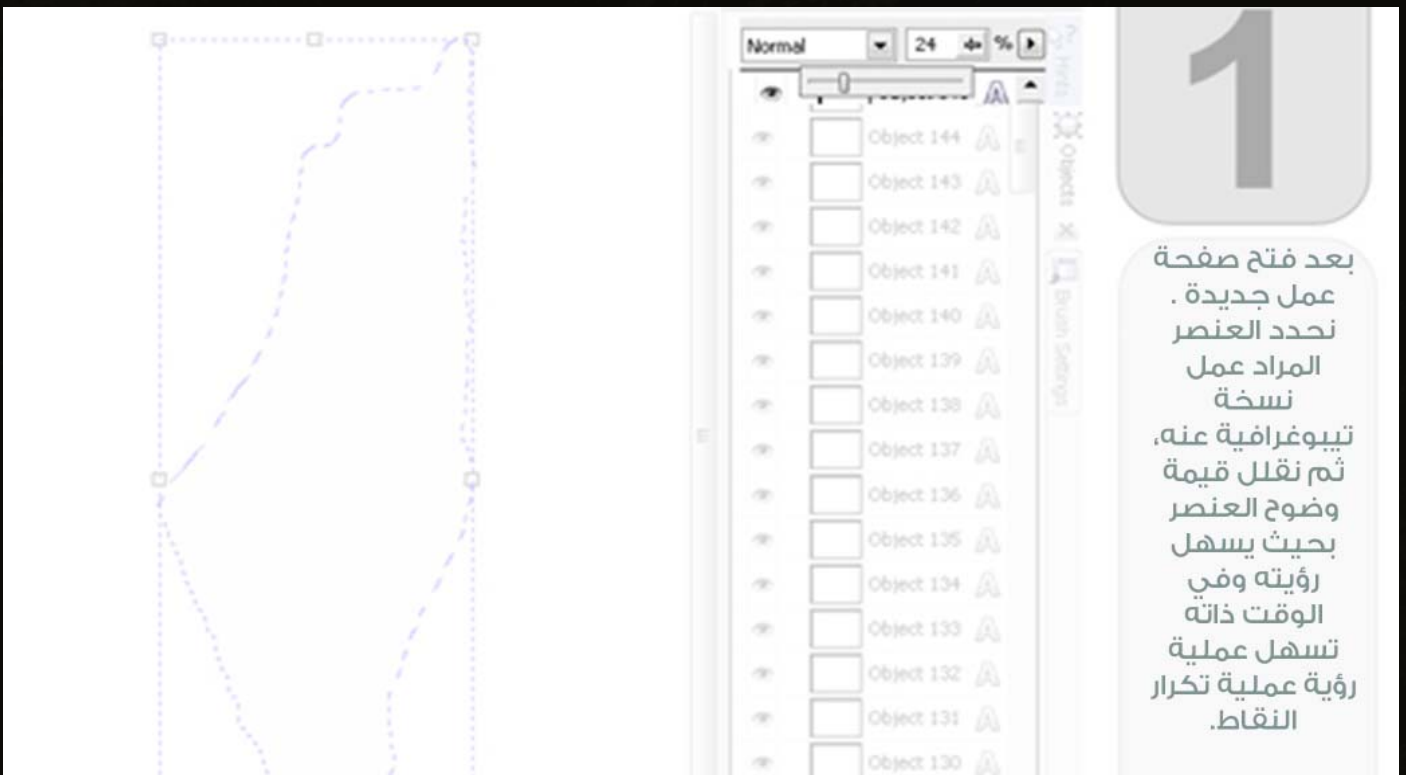 1
بعد فتح صفحة
عمل جديدة .
نحدد العنصر
المراد عمل
نسخة
تيبوغرافية عنه،
ثم نقلل قيمة
وضوح العنصر
بحيث يسهل
رؤيته وفي
الوقت ذاته
تسهل عملية
رؤية عملية تكرار
النقاط.
Normal 24 %
Object 144
Object 143
Object 142
Object 141
Object 140
Object 139
Object 138
Object 137
Object 136
Object 135
Object 134
Object 133
Object 132
Object 131
Object 130
? Hints
Objects X
Brush Settings